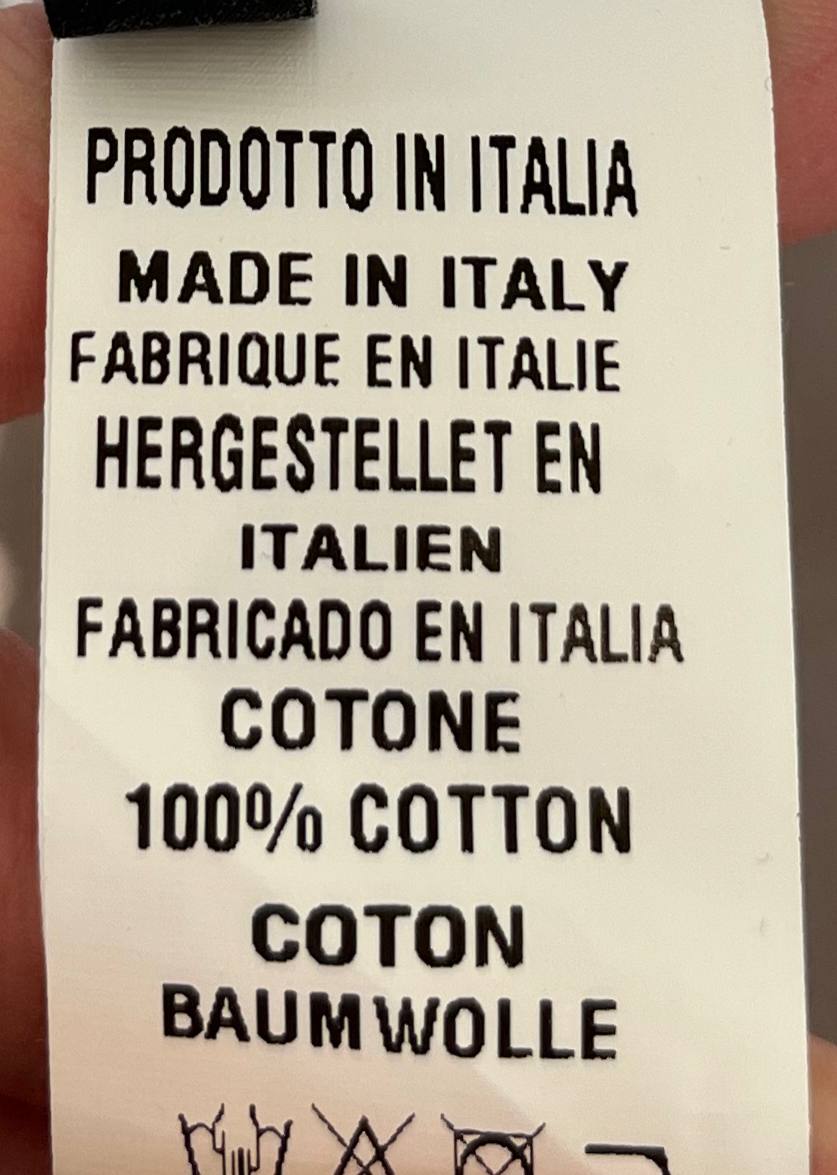 PRODOTTO IN ITALIA
MADE IN ITALY
FABRIQUE EN ITALIE
HERGESTELLET EN
ITALIEN
FABRICADO EN ITALIA
COTONE
100% COTTON
COTON
BAUMWOLLE